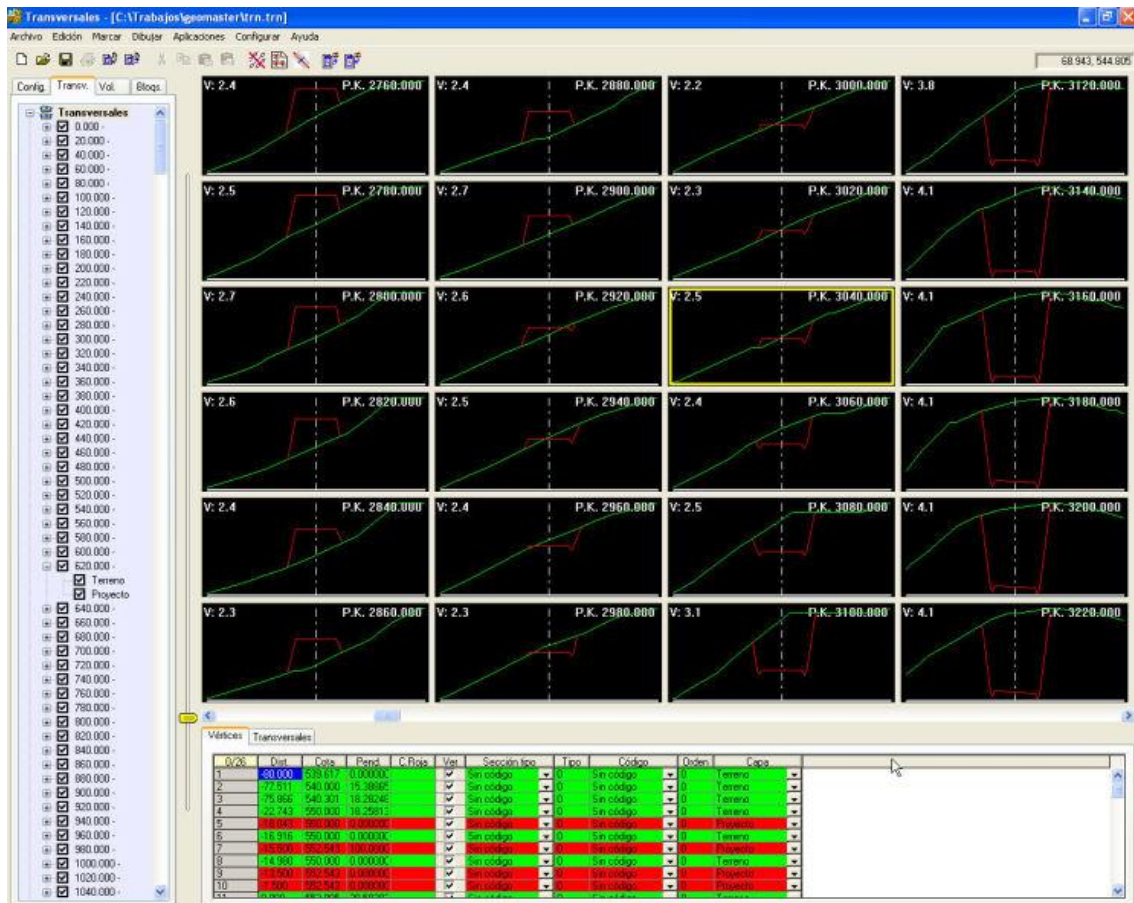 Transversales - [C:\Trabajos\geomaster\trn.trn]
Archivo Edición Marcar Dibujar Aplicaciones Configurar Ayuda
68.943, 544.805
Config. Transv. Vol. Bloqs.
Transversales
0.000 -
20.000 -
40.000 -
60.000 -
80.000 -
100.000 -
120.000 -
140.000 -
160.000 -
180.000 -
200.000 -
220.000 -
240.000 -
260.000 -
280.000 -
300.000 -
320.000 -
340.000 -
360.000 -
380.000 -
400.000 -
420.000 -
440.000 -
460.000 -
480.000 -
500.000 -
520.000 -
540.000 -
560.000 -
580.000 -
600.000 -
620.000 -
Terreno
Proyecto
640.000 -
660.000 -
680.000 -
700.000 -
720.000 -
740.000 -
760.000 -
780.000 -
800.000 -
820.000 -
840.000 -
860.000 -
880.000 -
900.000 -
920.000 -
940.000 -
960.000 -
980.000 -
1000.000 -
1020.000 -
1040.000 -
V: 2.4 P.K. 2760.000 V: 2.4 P.K. 2880.000 V: 2.2 P.K. 3000.000 V: 3.8 P.K. 3120.000
V: 2.5 P.K. 2780.000 V: 2.7 P.K. 2900.000 V: 2.3 P.K. 3020.000 V: 4.1 P.K. 3140.000
V: 2.7 P.K. 2800.000 V: 2.6 P.K. 2920.000 V: 2.5 P.K. 3040.000 V: 4.1 P.K. 3160.000
V: 2.6 P.K. 2820.000 V: 2.5 P.K. 2940.000 V: 2.4 P.K. 3060.000 V: 4.1 P.K. 3180.000
V: 2.4 P.K. 2840.000 V: 2.4 P.K. 2960.000 V: 2.5 P.K. 3080.000 V: 4.1 P.K. 3200.000
V: 2.3 P.K. 2860.000 V: 2.3 P.K. 2980.000 V: 3.1 P.K. 3100.000 V: 4.1 P.K. 3220.000
Vértices Transversales
0/26 Dist. Cota Pend. C.Roja Ver Sección tipo Tipo Código Orden Capa
1 -80.000 539.617 0.000000 Sin código 0 Sin código 0 Terreno
2 -77.511 540.000 Sin código 0 Sin código 0 Terreno
3 -75.866 540.301 Sin código 0 Sin código 0 Terreno
4 -22.743 550.000 Sin código 0 Sin código 0 Terreno
5 Sin código 0 Sin código 0 Proyecto
6 -16.916 550.000 0.000000 Sin código 0 Sin código 0 Terreno
7 Sin código 0 Sin código 0 Proyecto
8 -14.980 550.000 0.000000 Sin código 0 Sin código 0 Terreno
9 Sin código 0 Sin código 0 Proyecto
10 Sin código 0 Sin código 0 Proyecto